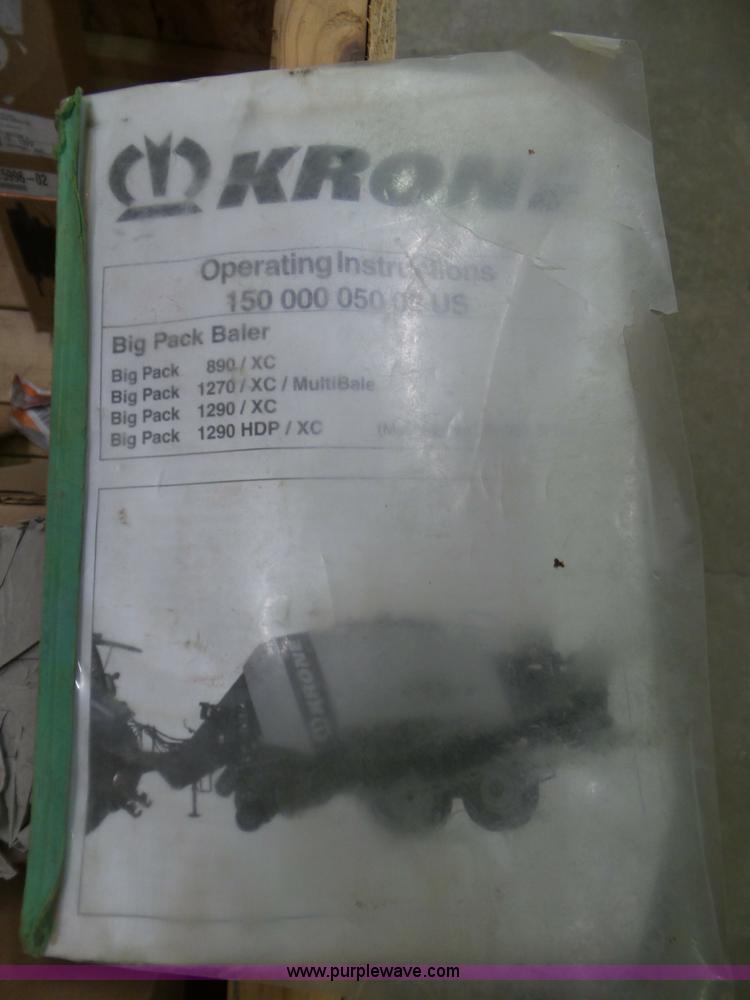 5996-02
KRONE
Operating Instructions
150 000 050 US
Big Pack Baler
Big Pack 890 / XC
Big Pack 1270 / XC / MultiBale
Big Pack 1290 / XC
Big Pack 1290 HDP / XC
KRONE
www.purplewave.com